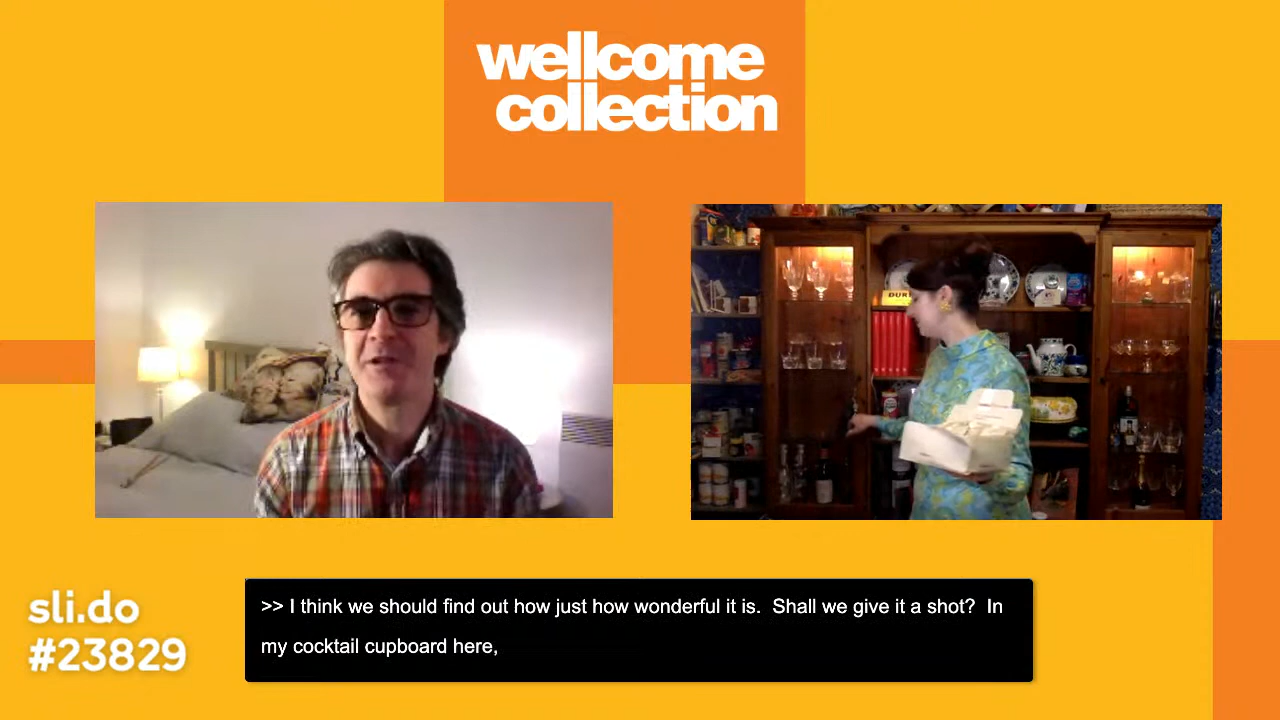 wellcome
collection
DUR
sli.do
#23829
>> I think we should find out how just how wonderful it is.  Shall we give it a shot?  In
my cocktail cupboard here,